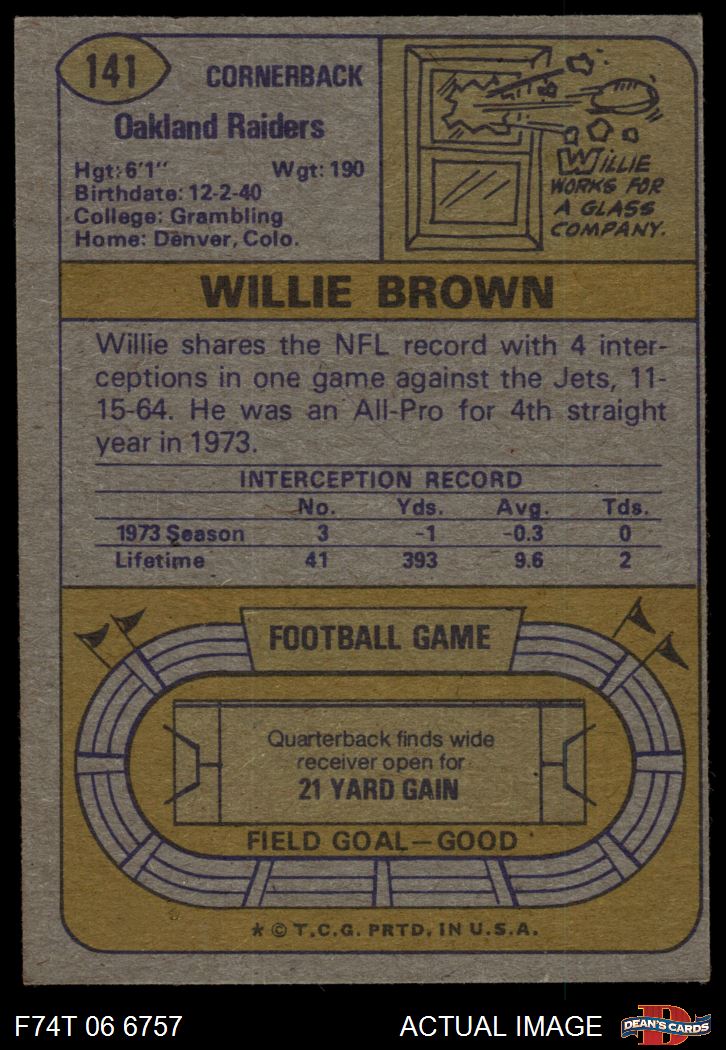 141
CORNERBACK
Oakland Raiders
Hgt: 6'1" Wgt: 190
Birthdate: 12-2-40
College: Grambling
Home: Denver, Colo.
WILLIE
WORKS FOR
A GLASS
COMPANY.
WILLIE BROWN
Willie shares the NFL record with 4 inter-
ceptions in one game against the Jets, 11-
15-64. He was an All-Pro for 4th straight
year in 1973.
INTERCEPTION RECORD
No. Yds. Avg. Tds.
1973 Season 3 -1 -0.3 0
Lifetime 41 393 9.6 2
FOOTBALL GAME
Quarterback finds wide
receiver open for
21 YARD GAIN
FIELD GOAL—GOOD
* © T.C.G. PRTD. IN U.S.A.
F74T 06 6757 ACTUAL IMAGE
D
DEAN'S CARDS